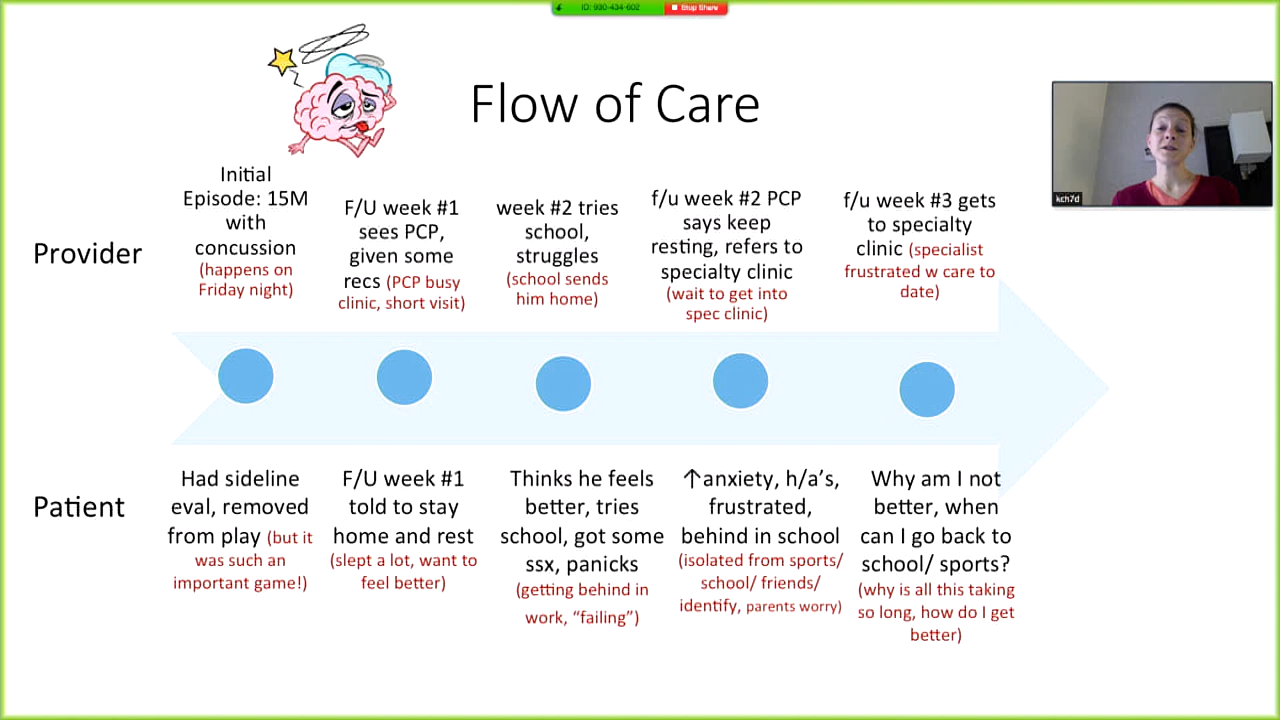 ID: 930-434-602
Stop Share
Flow of Care
kch7d
Provider
Initial
Episode: 15M
with
concussion
(happens on
Friday night)
F/U week #1
sees PCP,
given some
recs (PCP busy
clinic, short visit)
week #2 tries
school,
struggles
(school sends
him home)
f/u week #2 PCP
says keep
resting, refers to
specialty clinic
(wait to get into
spec clinic)
f/u week #3 gets
to specialty
clinic (specialist
frustrated w care to
date)
Patient
Had sideline
eval, removed
from play (but it
was such an
important game!)
F/U week #1
told to stay
home and rest
(slept a lot, want to
feel better)
Thinks he feels
better, tries
school, got some
ssx, panicks
(getting behind in
work, “failing”)
↑anxiety, h/a’s,
frustrated,
behind in school
(isolated from sports/
school/ friends/
identify, parents worry)
Why am I not
better, when
can I go back to
school/ sports?
(why is all this taking
so long, how do I get
better)